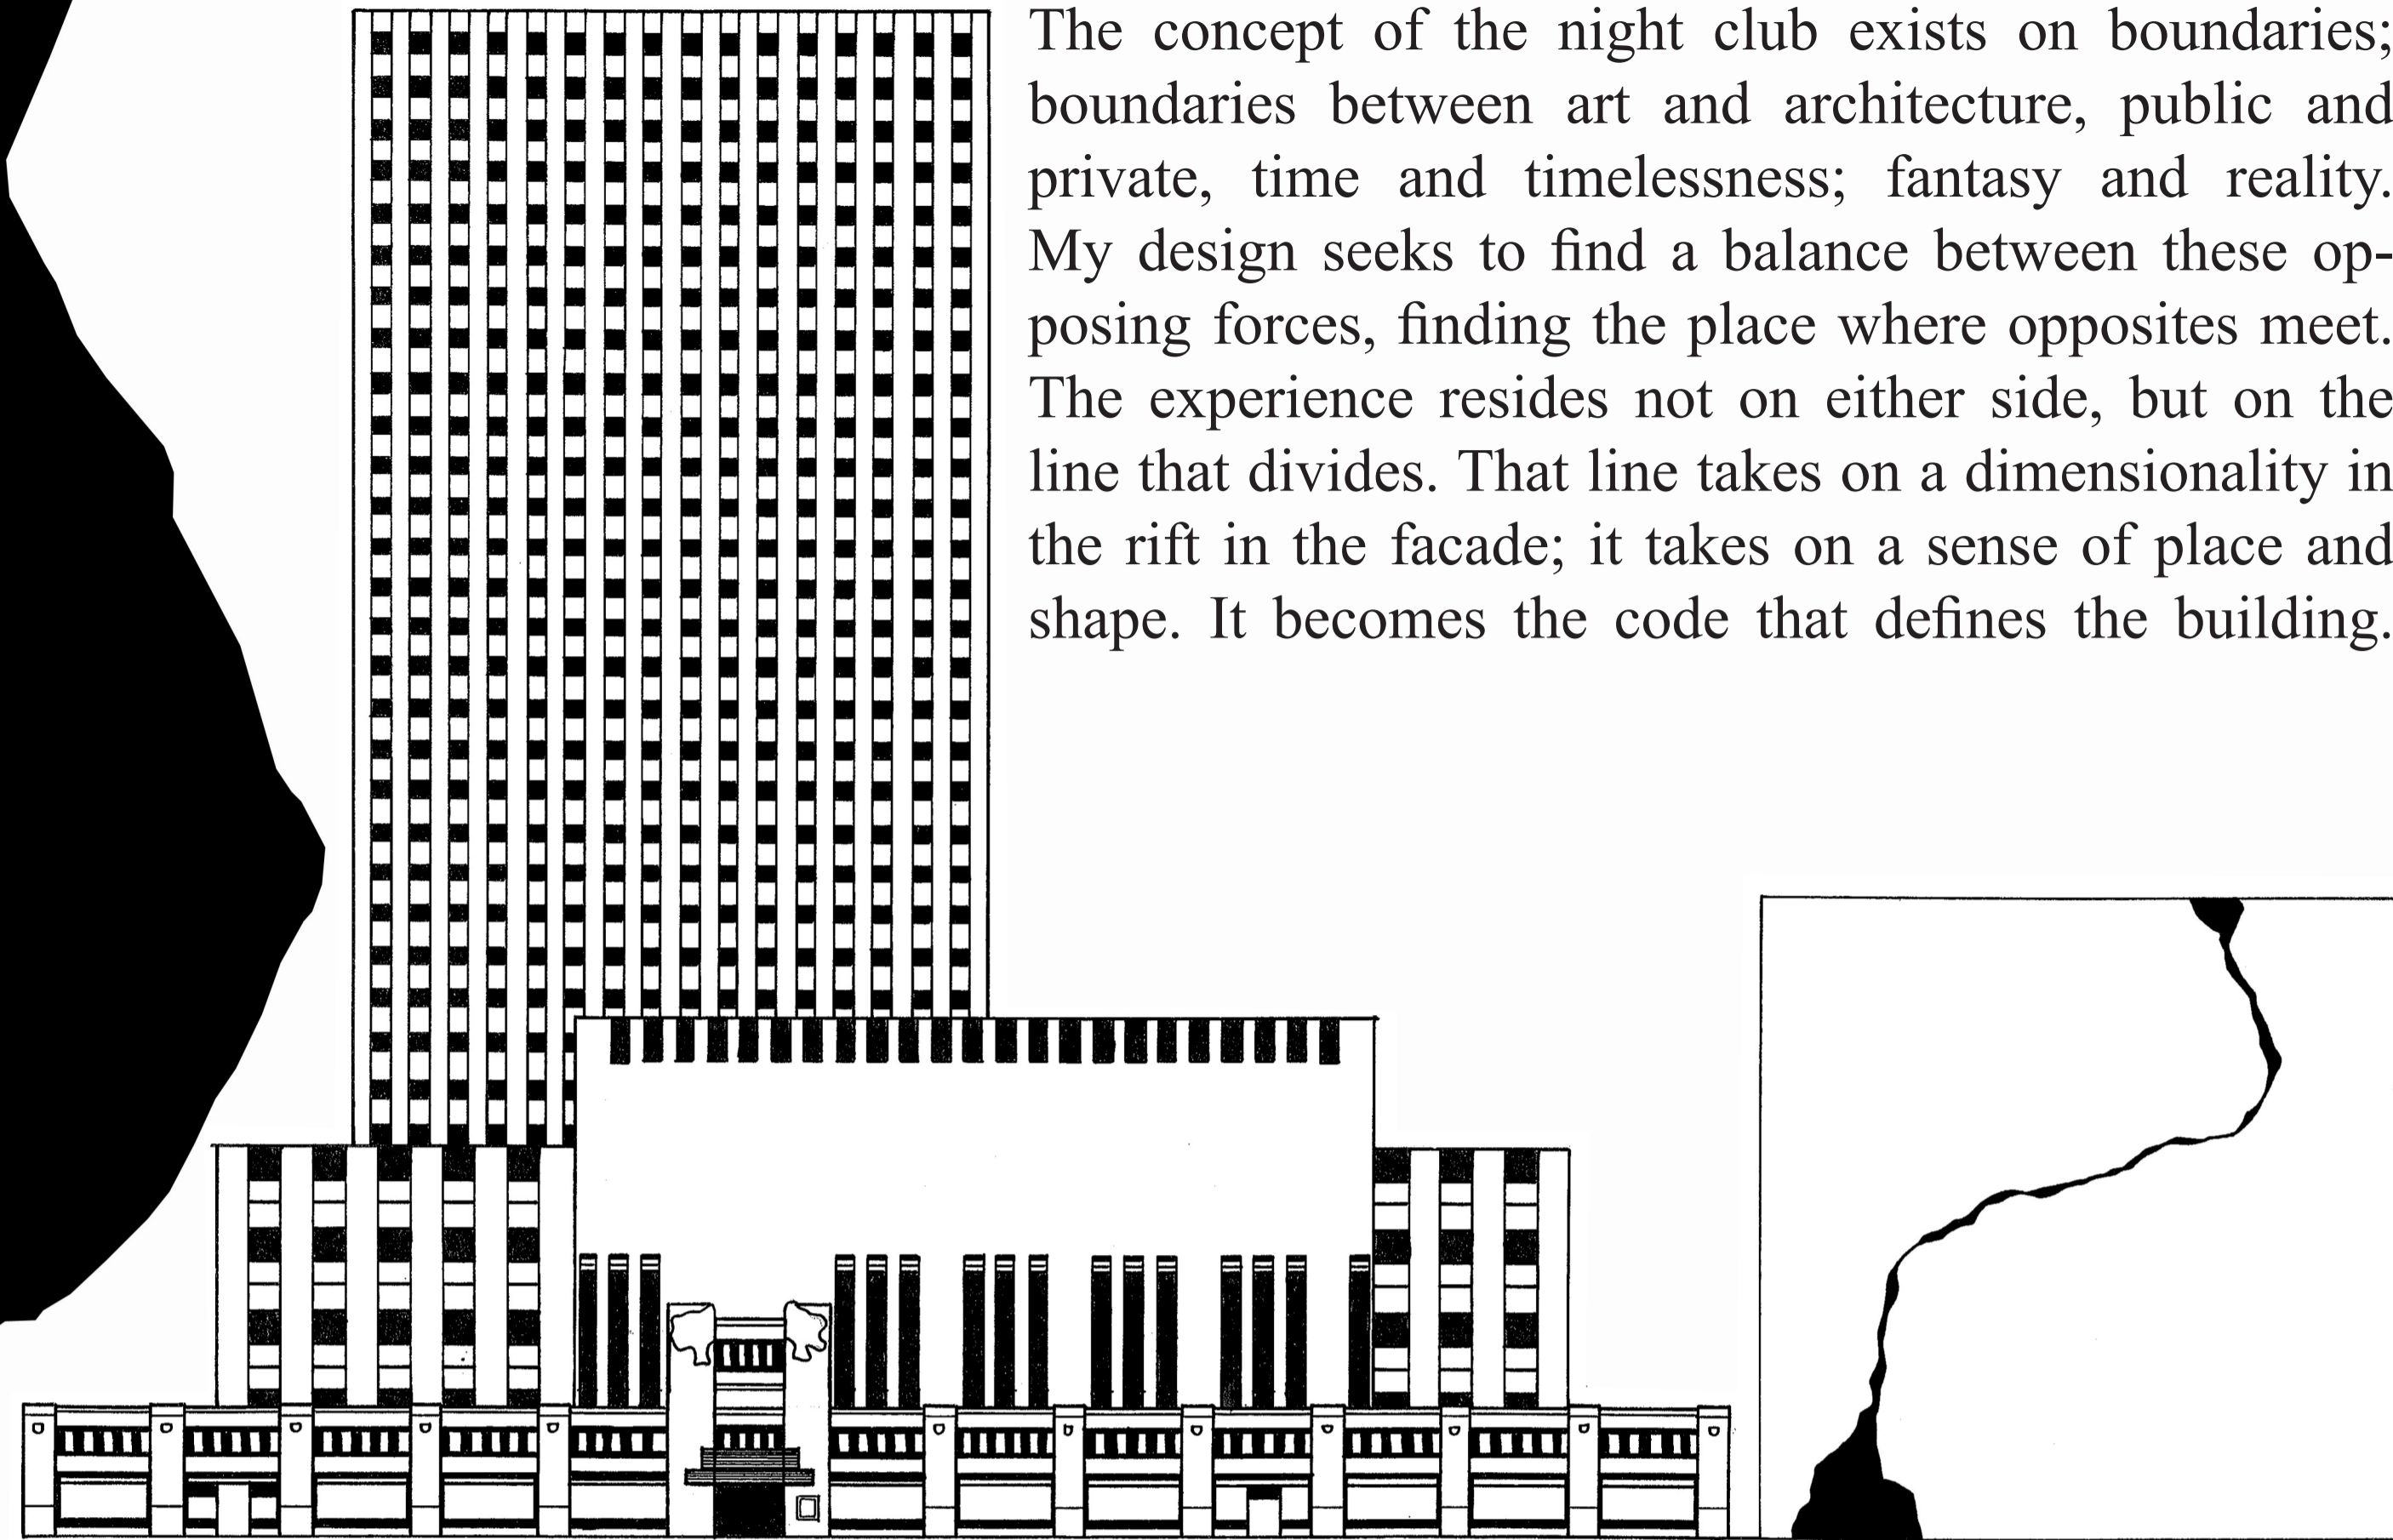 The concept of the night club exists on boundaries;
boundaries between art and architecture, public and
private, time and timelessness; fantasy and reality.
My design seeks to find a balance between these op-
posing forces, finding the place where opposites meet.
The experience resides not on either side, but on the
line that divides. That line takes on a dimensionality in
the rift in the facade; it takes on a sense of place and
shape. It becomes the code that defines the building.